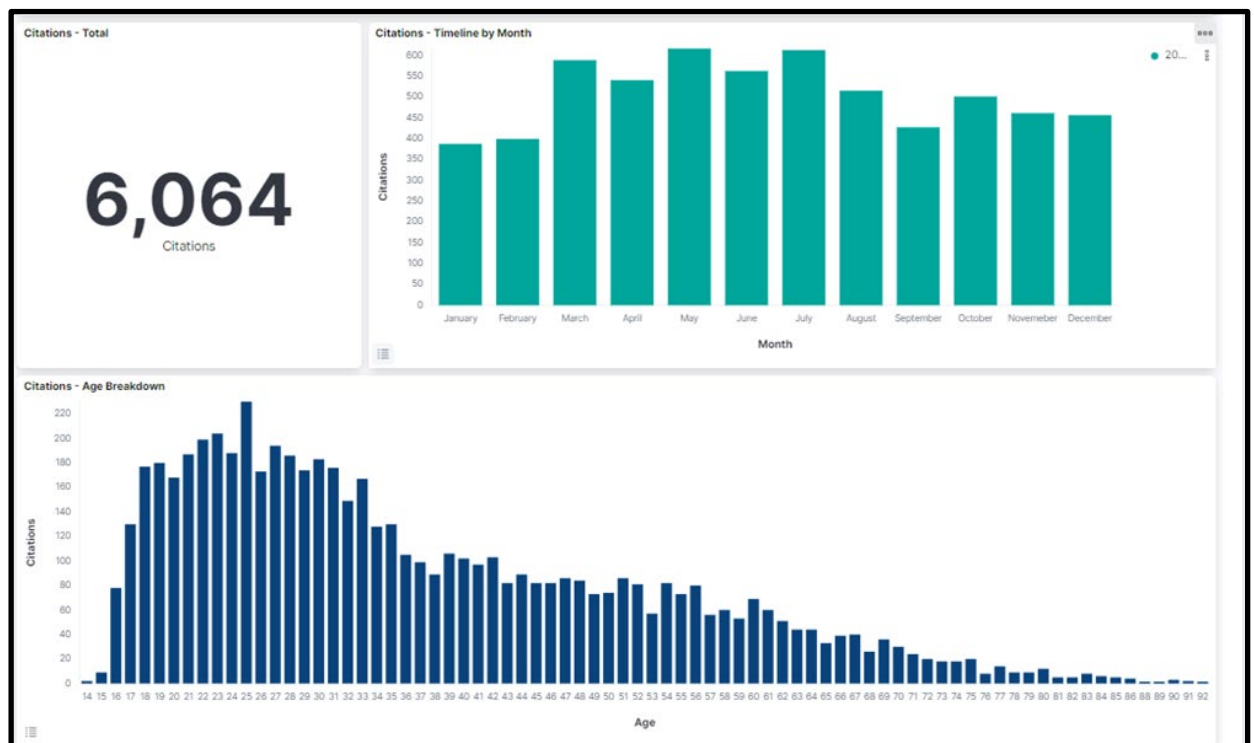 Citations - Total
6,064
Citations
Citations - Timeline by Month
20...
Citations
600
550
500
450
400
350
300
250
200
150
100
50
0
January February March April May June July August September October Novemeber December
Month
Citations - Age Breakdown
Citations
220
200
180
160
140
120
100
80
60
40
20
0
14 15 16 17 18 19 20 21 22 23 24 25 26 27 28 29 30 31 32 33 34 35 36 37 38 39 40 41 42 43 44 45 46 47 48 49 50 51 52 53 54 55 56 57 58 59 60 61 62 63 64 65 66 67 68 69 70 71 72 73 74 75 76 77 78 79 80 81 82 83 84 85 86 88 89 90 91 92
Age